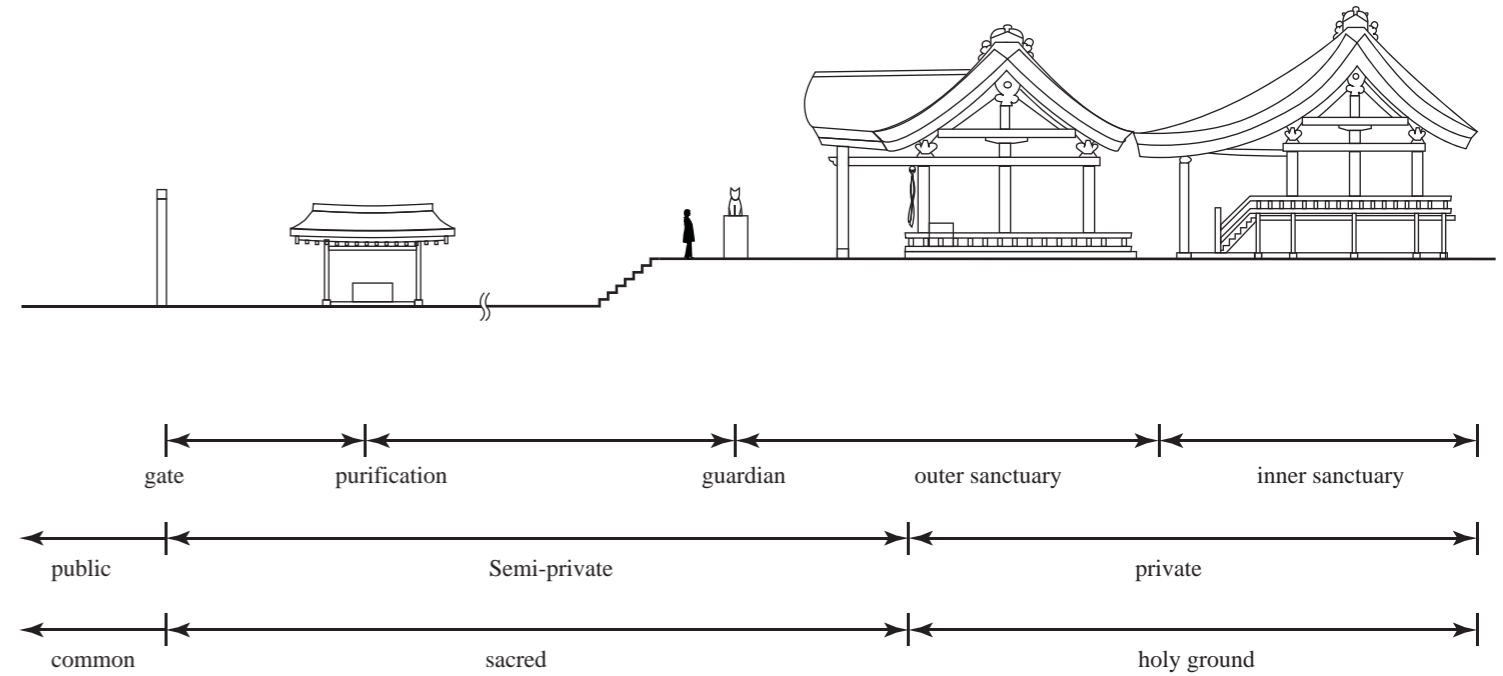 gate purification guardian outer sanctuary inner sanctuary
public Semi-private private
common sacred holy ground